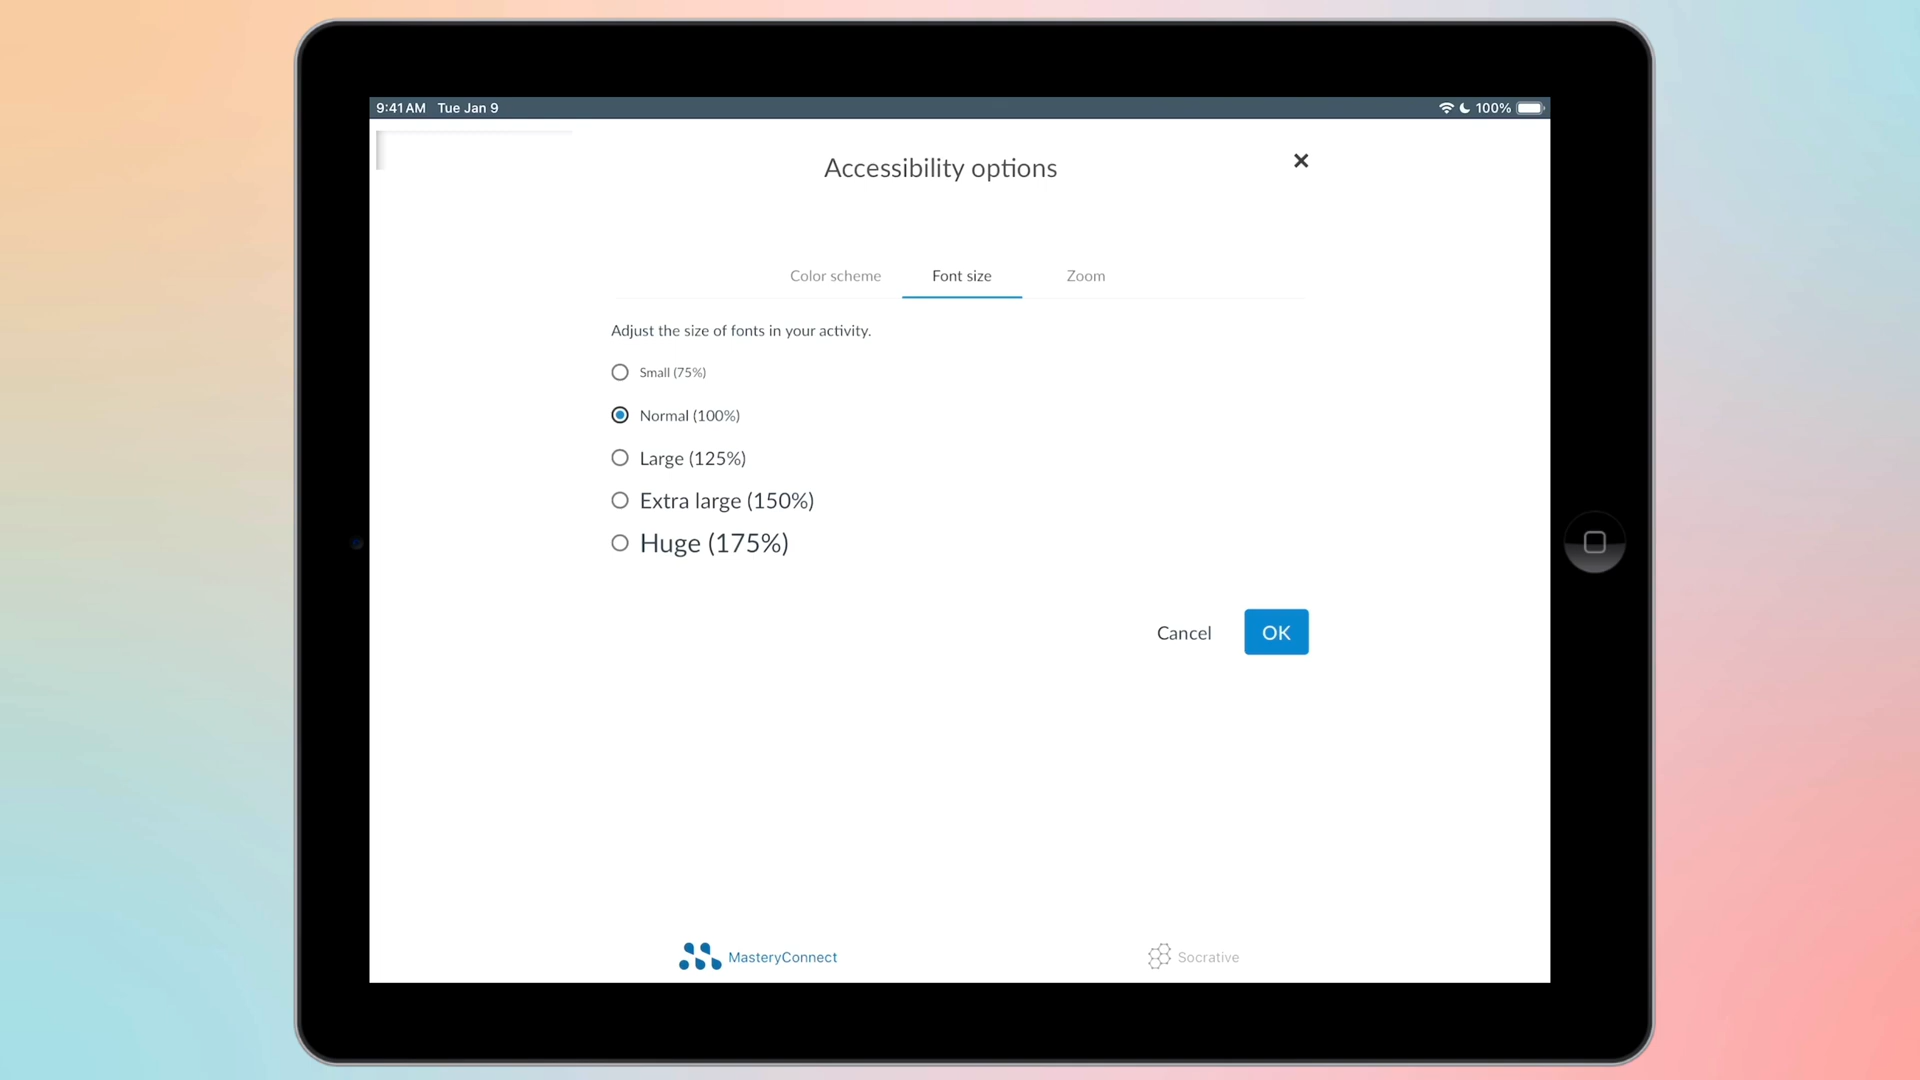 9:41 AM Tue Jan 9
100%
Accessibility options
Color scheme Font size Zoom
Adjust the size of fonts in your activity.
Small (75%)
Normal (100%)
Large (125%)
Extra large (150%)
Huge (175%)
Cancel OK
MasteryConnect Socrative